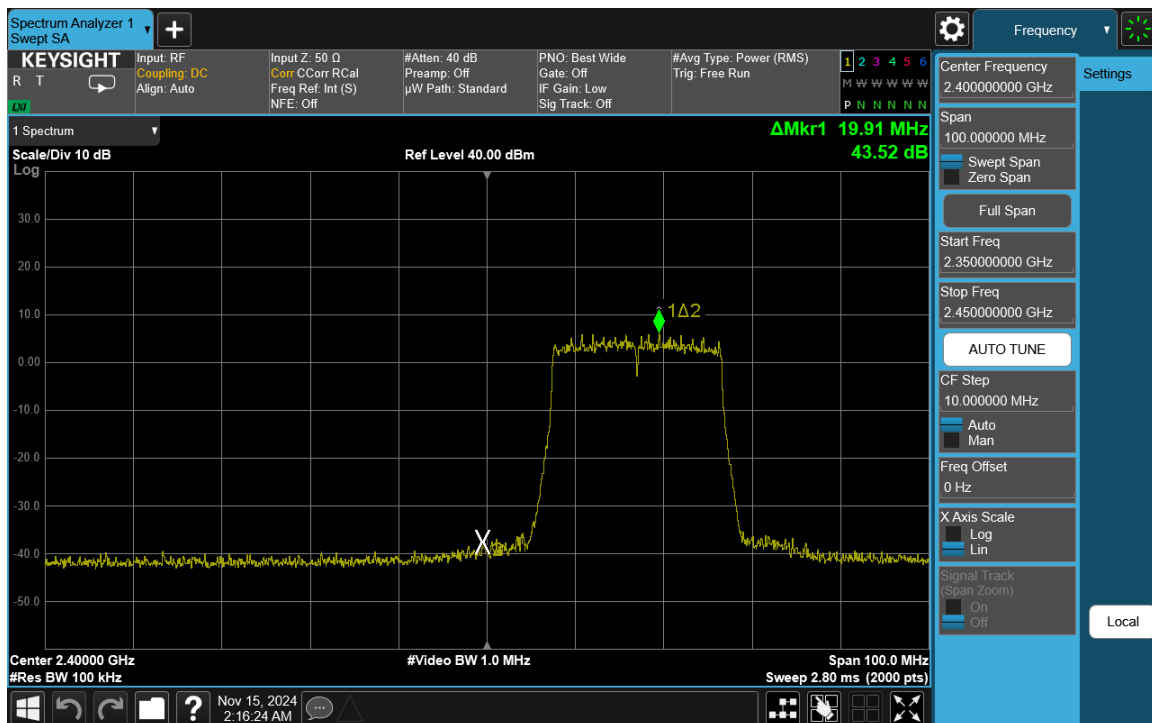 Spectrum Analyzer 1
Swept SA
Frequency
KEYSIGHT
R T
LXI
Input: RF
Coupling: DC
Align: Auto
Input Z: 50 Ω
Corr CCorr RCal
Freq Ref: Int (S)
NFE: Off
#Atten: 40 dB
Preamp: Off
µW Path: Standard
PNO: Best Wide
Gate: Off
IF Gain: Low
Sig Track: Off
#Avg Type: Power (RMS)
Trig: Free Run
1 2 3 4 5 6
M W W W W W
P N N N N N
1 Spectrum
Scale/Div 10 dB
Log
Ref Level 40.00 dBm
ΔMkr1 19.91 MHz
43.52 dB
30.0
20.0
10.0
0.00
-10.0
-20.0
-30.0
-40.0
-50.0
1Δ2
X
Center 2.40000 GHz
#Res BW 100 kHz
#Video BW 1.0 MHz
Span 100.0 MHz
Sweep 2.80 ms (2000 pts)
Center Frequency
2.400000000 GHz
Span
100.000000 MHz
Swept Span
Zero Span
Full Span
Start Freq
2.350000000 GHz
Stop Freq
2.450000000 GHz
AUTO TUNE
CF Step
10.000000 MHz
Auto
Man
Freq Offset
0 Hz
X Axis Scale
Log
Lin
Signal Track
(Span Zoom)
On
Off
Settings
Local
?
Nov 15, 2024
2:16:24 AM